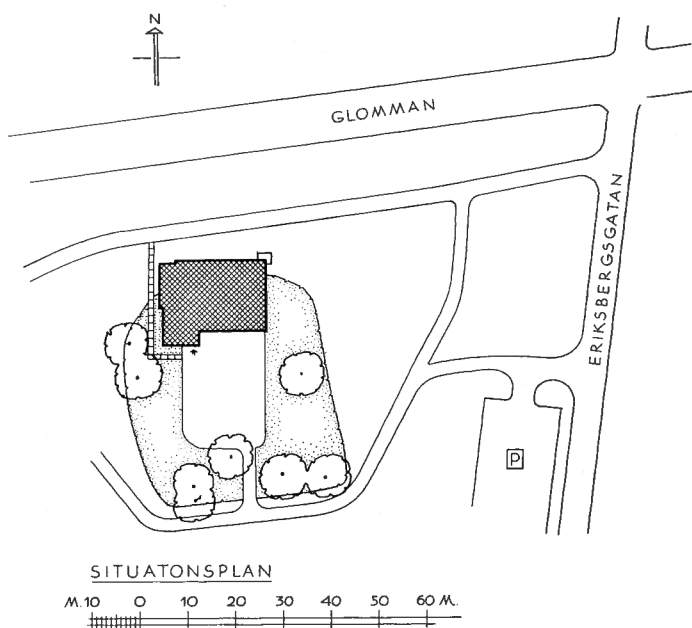 N
GLOMMAN
ERIKSBERGSGATAN
P
SITUATONSPLAN
M. 10 0 10 20 30 40 50 60 M.